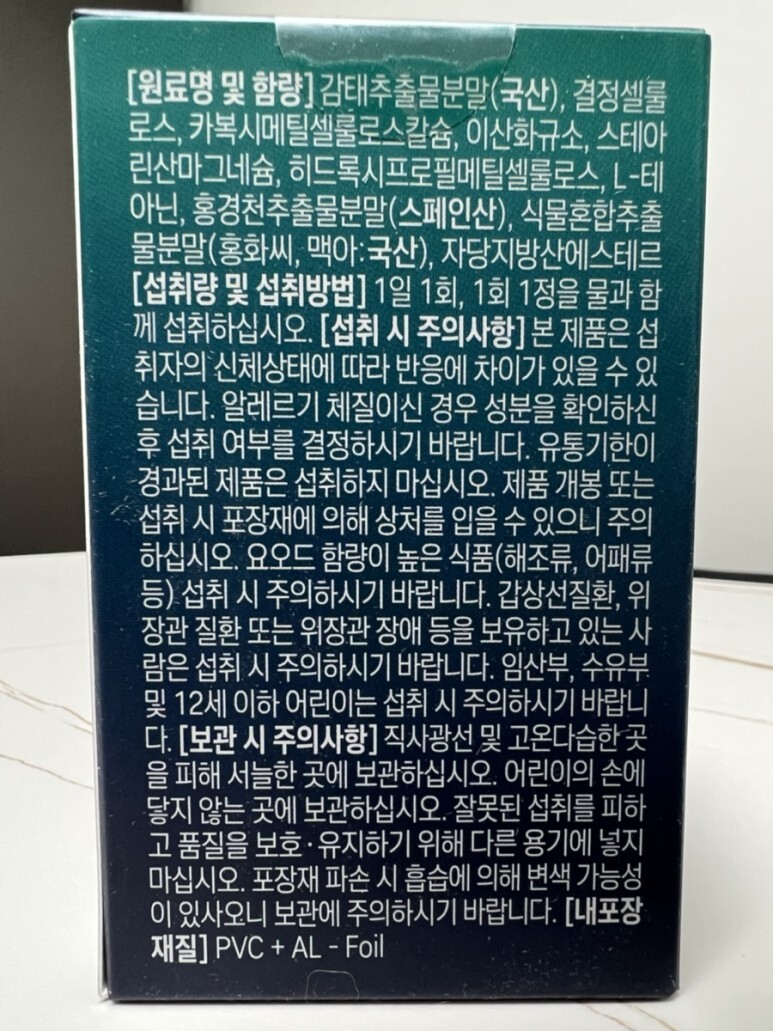 [원료명 및 함량] 감태추출물분말(국산), 결정셀룰
로스, 카복시메틸셀룰로스칼슘, 이산화규소, 스테아
린산마그네슘, 히드록시프로필메틸셀룰로스, L-테
아닌, 홍경천추출물분말(스페인산), 식물혼합추출
물분말(홍화씨, 맥아:국산), 자당지방산에스테르
[섭취량 및 섭취방법] 1일 1회, 1회 1정을 물과 함
께 섭취하십시오. [섭취 시 주의사항] 본 제품은 섭
취자의 신체상태에 따라 반응에 차이가 있을 수 있
습니다. 알레르기 체질이신 경우 성분을 확인하신
후 섭취 여부를 결정하시기 바랍니다. 유통기한이
경과된 제품은 섭취하지 마십시오. 제품 개봉 또는
섭취 시 포장재에 의해 상처를 입을 수 있으니 주의
하십시오. 요오드 함량이 높은 식품(해조류, 어패류
등) 섭취 시 주의하시기 바랍니다. 갑상선질환, 위
장관 질환 또는 위장관 장애 등을 보유하고 있는 사
람은 섭취 시 주의하시기 바랍니다. 임산부, 수유부
및 12세 이하 어린이는 섭취 시 주의하시기 바랍니
다. [보관 시 주의사항] 직사광선 및 고온다습한 곳
을 피해 서늘한 곳에 보관하십시오. 어린이의 손에
닿지 않는 곳에 보관하십시오. 잘못된 섭취를 피하
고 품질을 보호·유지하기 위해 다른 용기에 넣지
마십시오. 포장재 파손 시 흡습에 의해 변색 가능성
이 있사오니 보관에 주의하시기 바랍니다. [내포장
재질] PVC + AL - Foil